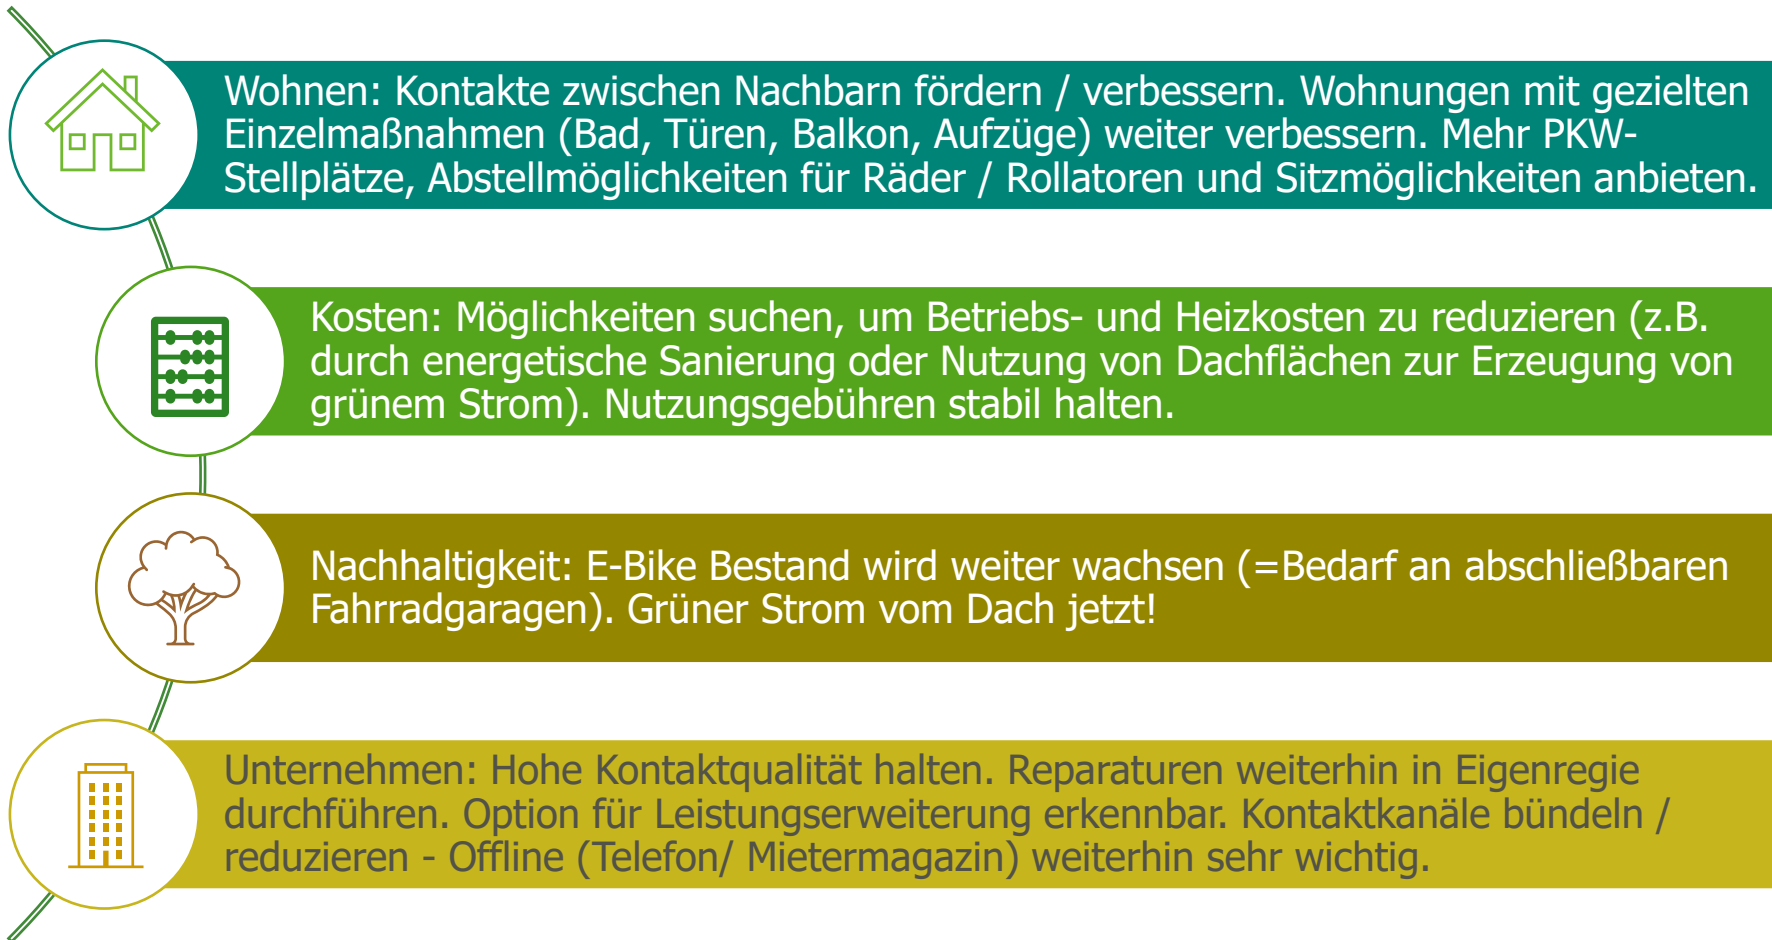 Wohnen: Kontakte zwischen Nachbarn fördern / verbessern. Wohnungen mit gezielten
Einzelmaßnahmen (Bad, Türen, Balkon, Aufzüge) weiter verbessern. Mehr PKW-
Stellplätze, Abstellmöglichkeiten für Räder / Rollatoren und Sitzmöglichkeiten anbieten.
Kosten: Möglichkeiten suchen, um Betriebs- und Heizkosten zu reduzieren (z.B.
durch energetische Sanierung oder Nutzung von Dachflächen zur Erzeugung von
grünem Strom). Nutzungsgebühren stabil halten.
Nachhaltigkeit: E-Bike Bestand wird weiter wachsen (=Bedarf an abschließbaren
Fahrradgaragen). Grüner Strom vom Dach jetzt!
Unternehmen: Hohe Kontaktqualität halten. Reparaturen weiterhin in Eigenregie
durchführen. Option für Leistungserweiterung erkennbar. Kontaktkanäle bündeln /
reduzieren - Offline (Telefon/ Mietermagazin) weiterhin sehr wichtig.